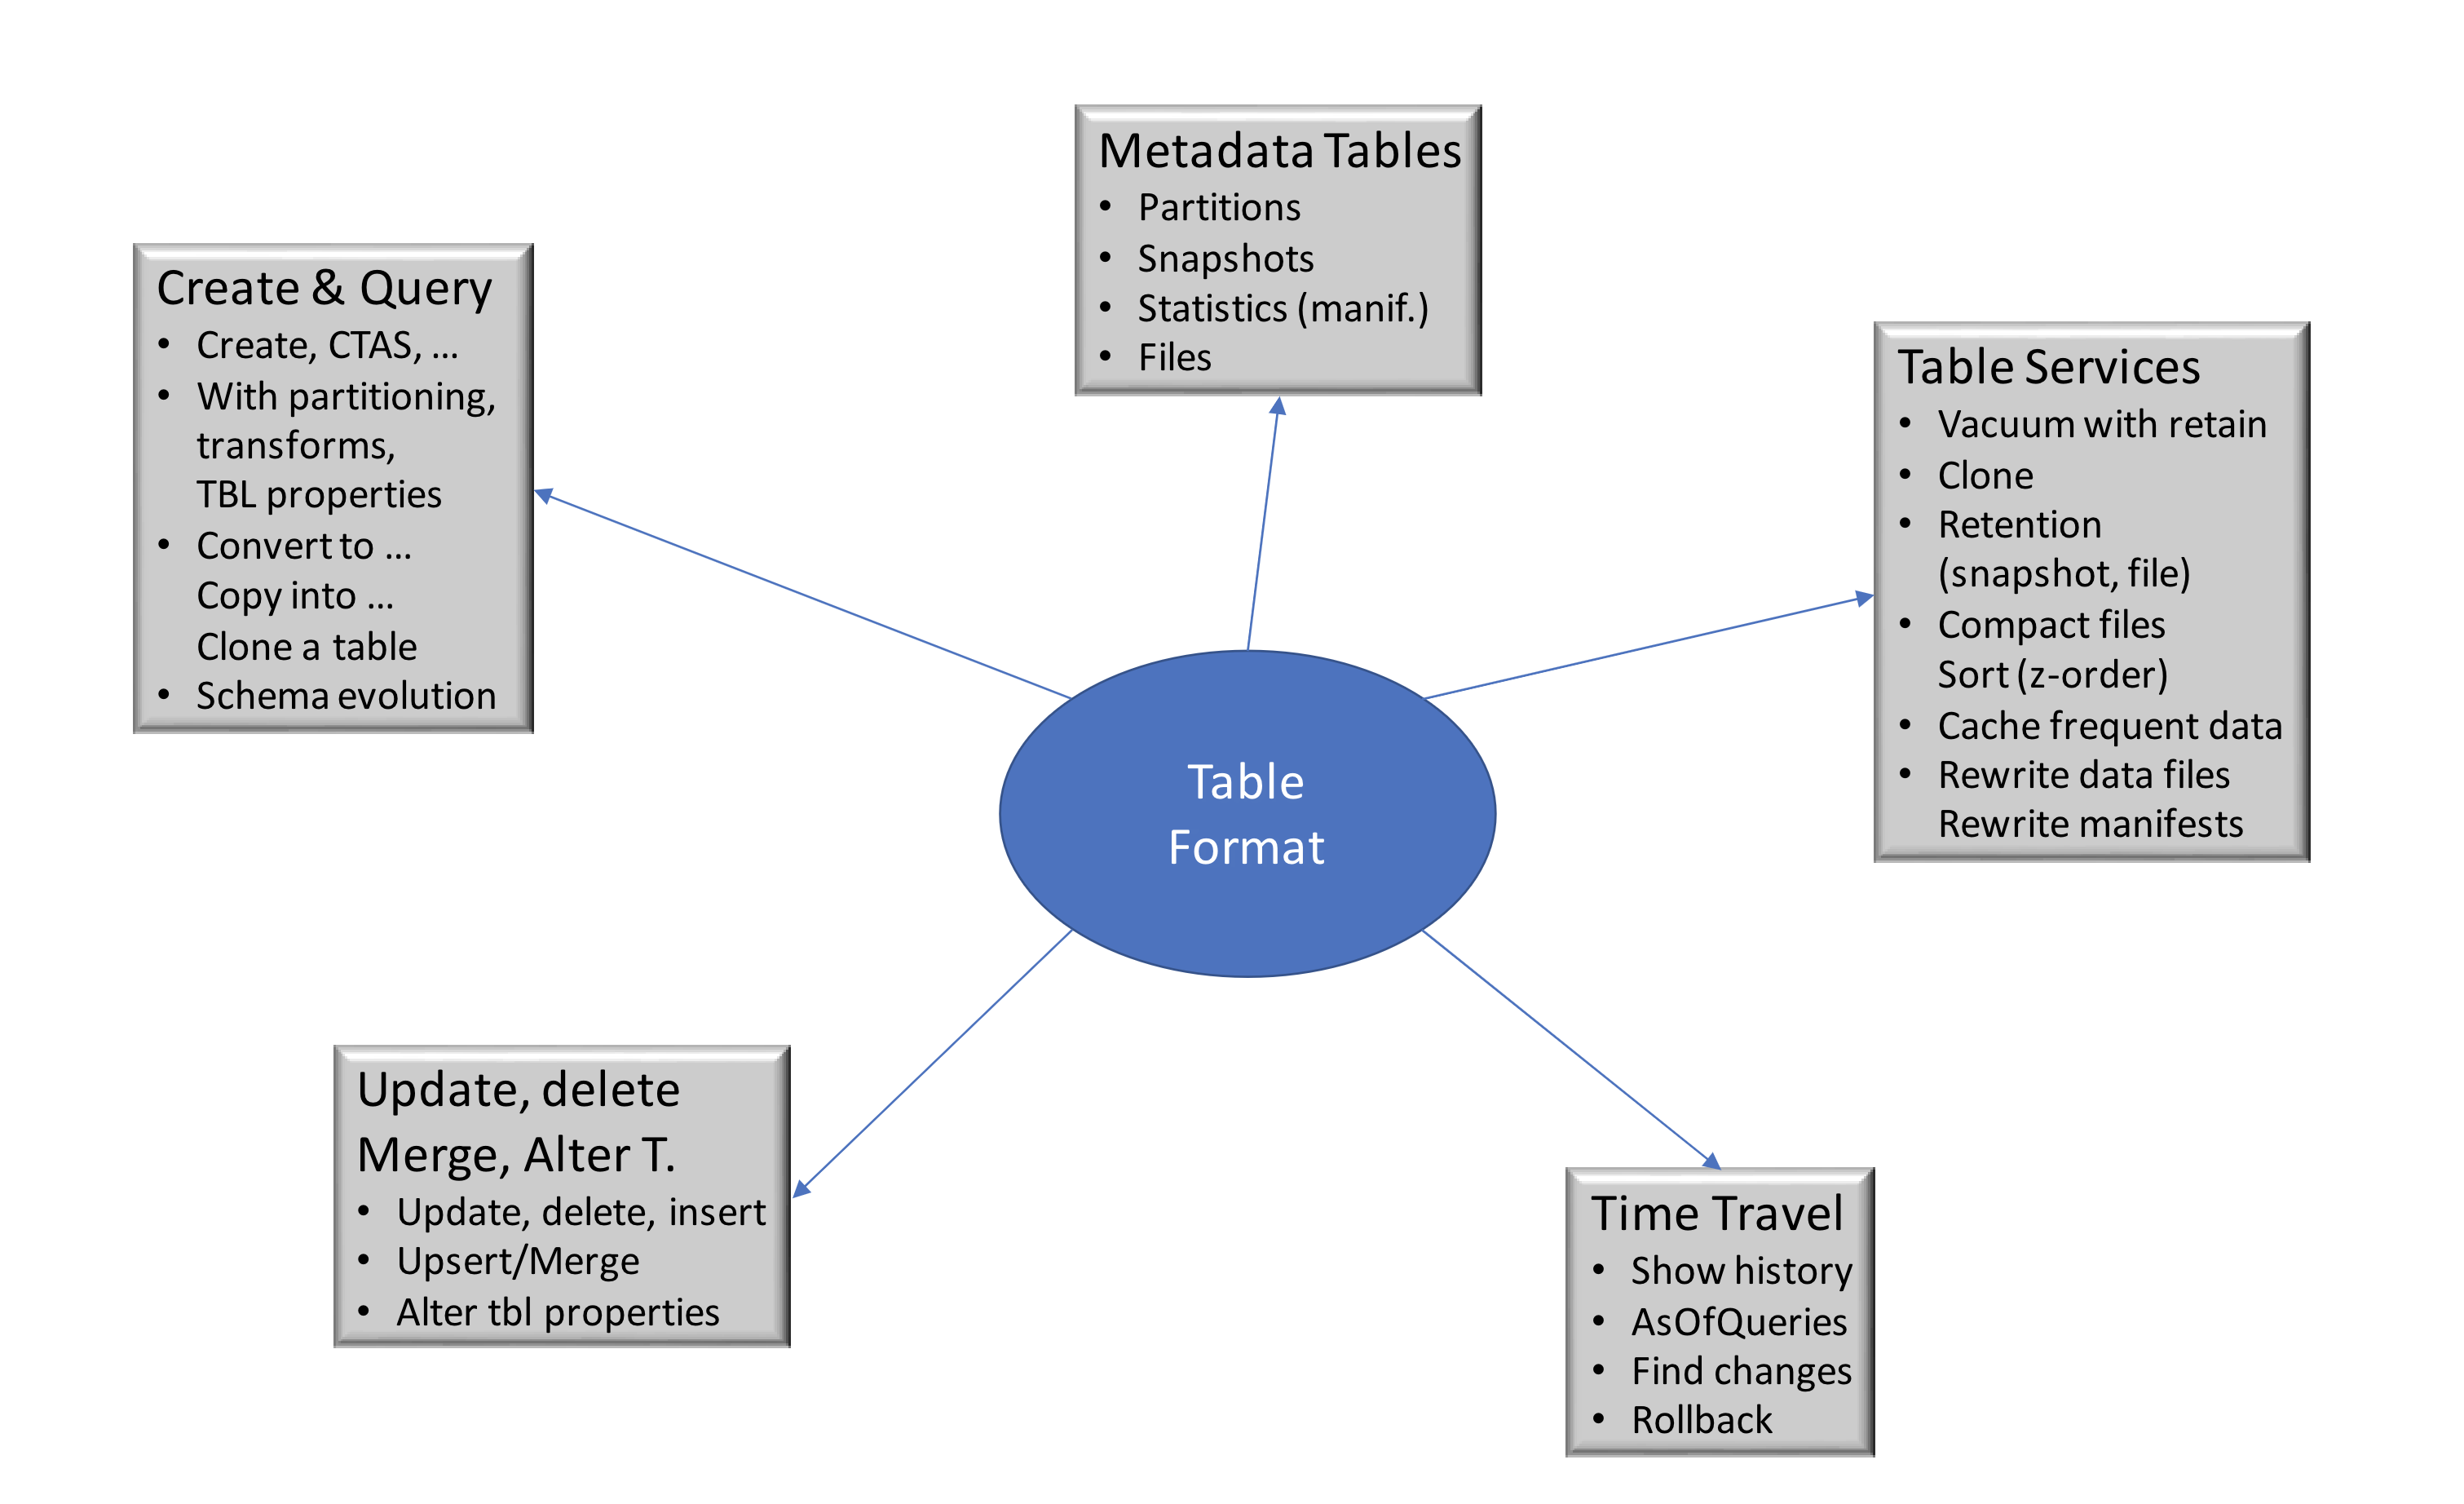 Metadata Tables
• Partitions
• Snapshots
• Statistics (manif.)
• Files
Create & Query
• Create, CTAS, ...
• With partitioning,
transforms,
TBL properties
• Convert to ...
Copy into ...
Clone a table
• Schema evolution
Table Services
• Vacuum with retain
• Clone
• Retention
(snapshot, file)
• Compact files
Sort (z-order)
• Cache frequent data
• Rewrite data files
Rewrite manifests
Table
Format
Update, delete
Merge, Alter T.
• Update, delete, insert
• Upsert/Merge
• Alter tbl properties
Time Travel
• Show history
• AsOfQueries
• Find changes
• Rollback